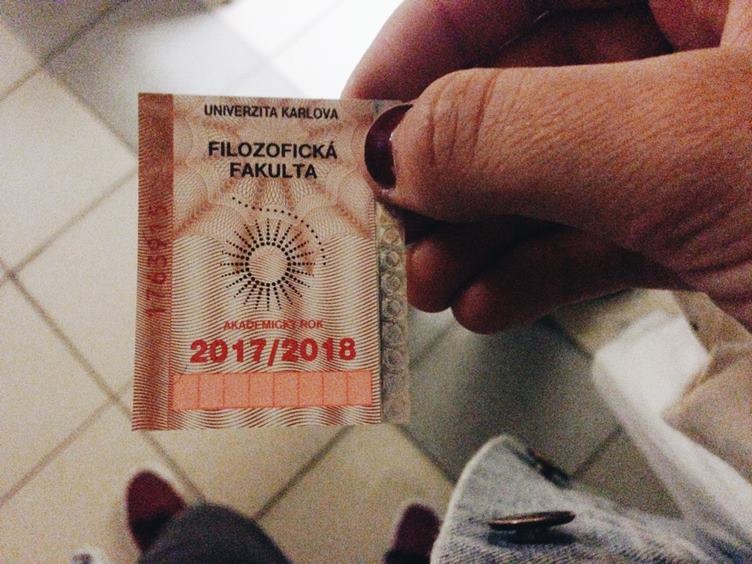 UNIVERZITA KARLOVA
FILOZOFICKÁ
FAKULTA
AKADEMICKÝ ROK
2017/2018